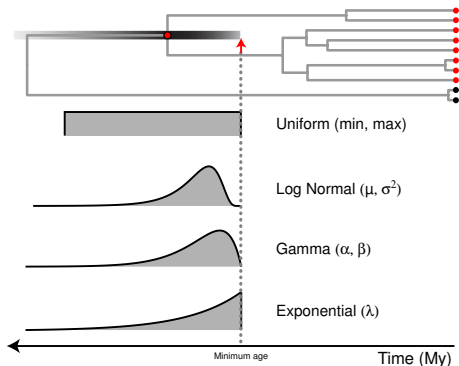 Uniform (min, max)
Log Normal (μ, σ²)
Gamma (α, β)
Exponential (λ)
Minimum age
Time (My)